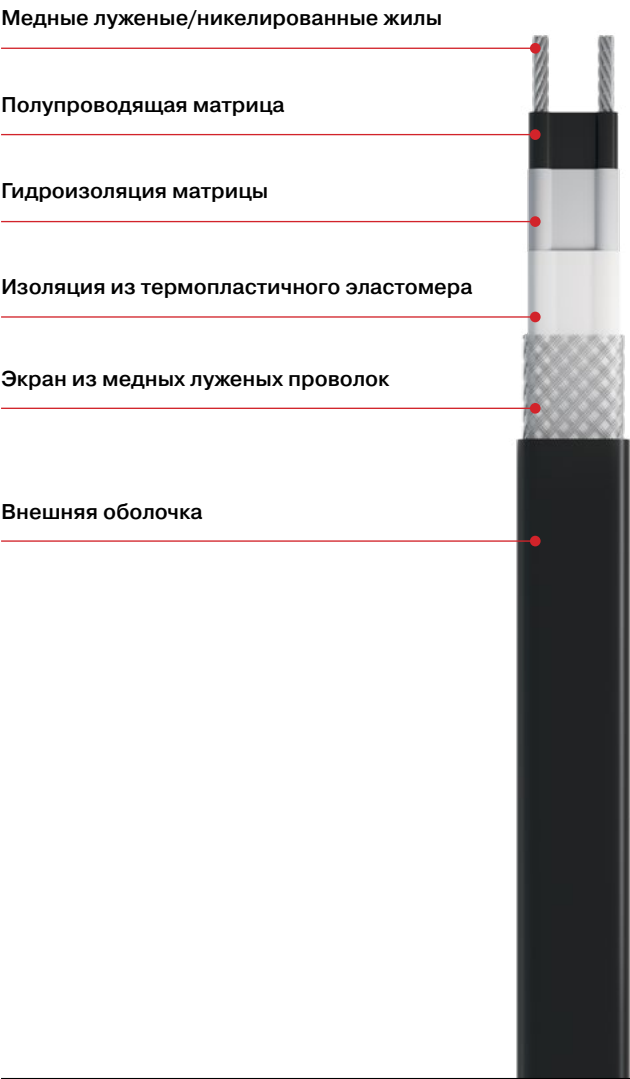 Медные луженые/никелированные жилы
Полупроводящая матрица
Гидроизоляция матрицы
Изоляция из термопластичного эластомера
Экран из медных луженых проволок
Внешняя оболочка